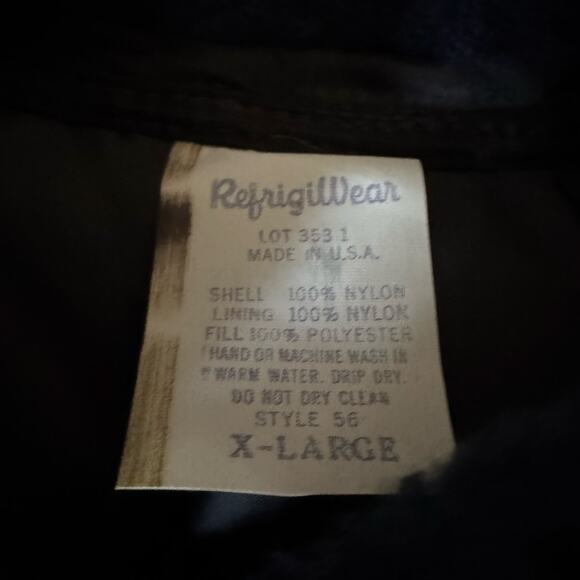 RefrigiWear
LOT 353 1
MADE IN U.S.A.
SHELL 100% NYLON
LINING 100% NYLON
FILL 100% POLYESTER
HAND OR MACHINE WASH IN
WARM WATER. DRIP DRY.
DO NOT DRY CLEAN
STYLE 56
X-LARGE